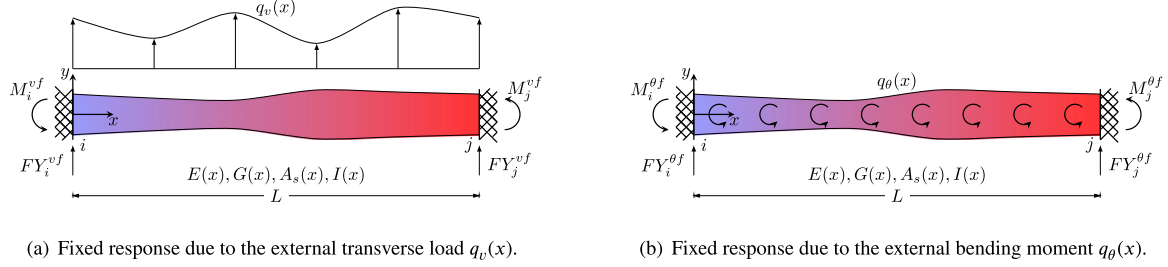 q_v(x)
y
M_i^{vf}
M_j^{vf}
x
i
j
FY_i^{vf}
FY_j^{vf}
E(x), G(x), A_s(x), I(x)
L
(a) Fixed response due to the external transverse load q_v(x).
y
q_θ(x)
M_i^{θf}
M_j^{θf}
x
i
j
FY_i^{θf}
FY_j^{θf}
E(x), G(x), A_s(x), I(x)
L
(b) Fixed response due to the external bending moment q_θ(x).